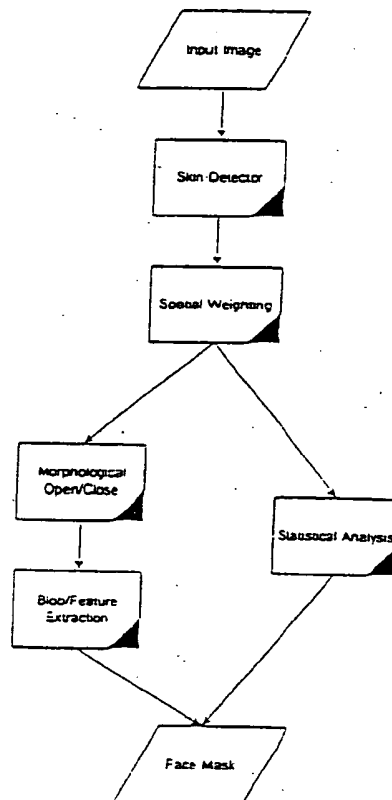 Input Image
Skin Detector
Spatial Weighting
Morphological
Open/Close
Statistical Analysis
Blob/Feature
Extraction
Face Mask